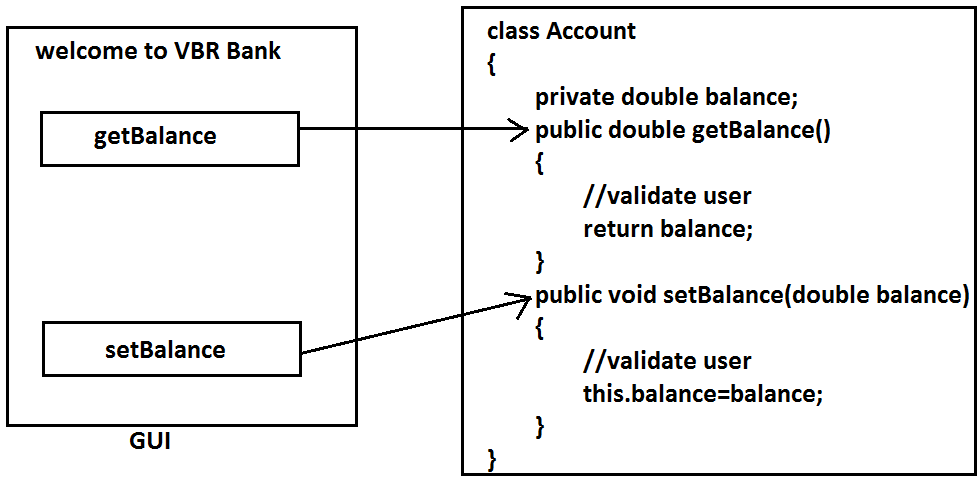 welcome to VBR Bank
getBalance
setBalance
GUI
class Account
{
private double balance;
public double getBalance()
{
//validate user
return balance;
}
public void setBalance(double balance)
{
//validate user
this.balance=balance;
}
}